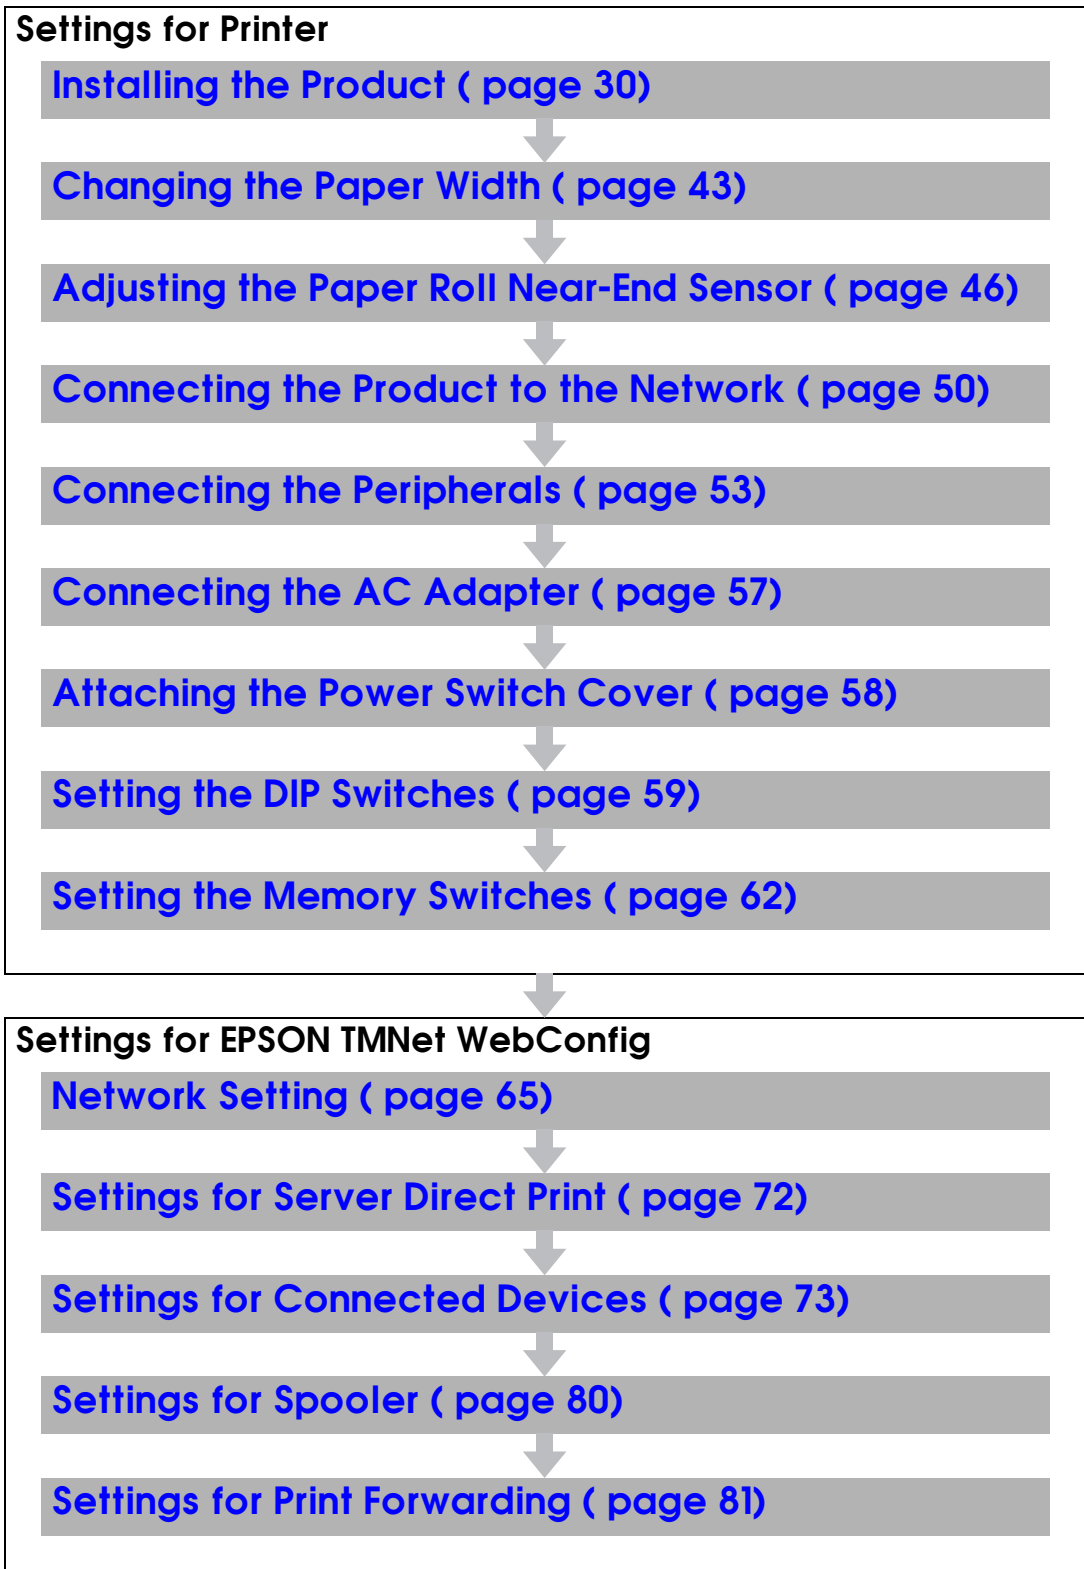 Settings for Printer
Installing the Product ( page 30)
Changing the Paper Width ( page 43)
Adjusting the Paper Roll Near-End Sensor ( page 46)
Connecting the Product to the Network ( page 50)
Connecting the Peripherals ( page 53)
Connecting the AC Adapter ( page 57)
Attaching the Power Switch Cover ( page 58)
Setting the DIP Switches ( page 59)
Setting the Memory Switches ( page 62)
Settings for EPSON TMNet WebConfig
Network Setting ( page 65)
Settings for Server Direct Print ( page 72)
Settings for Connected Devices ( page 73)
Settings for Spooler ( page 80)
Settings for Print Forwarding ( page 81)